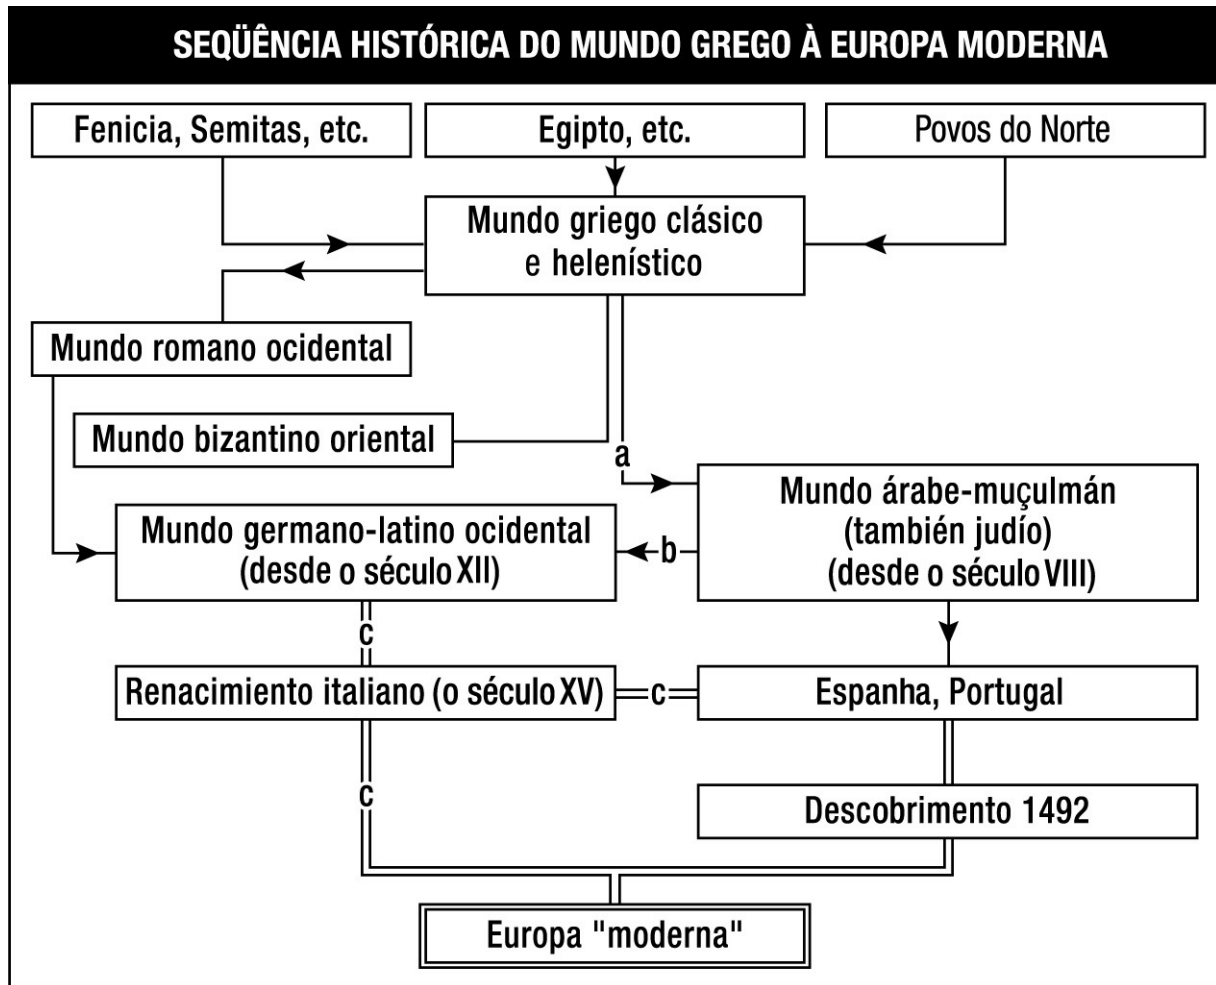 SEQÜÊNCIA HISTÓRICA DO MUNDO GREGO À EUROPA MODERNA
Fenicia, Semitas, etc.
Egipto, etc.
Povos do Norte
Mundo griego clásico
e helenístico
Mundo romano ocidental
Mundo bizantino oriental
a
Mundo árabe-muçulmán
(también judío)
(desde o século VIII)
Mundo germano-latino ocidental
(desde o século XII)
b
c
Renacimiento italiano (o século XV)
c
Espanha, Portugal
c
Descobrimento 1492
Europa "moderna"